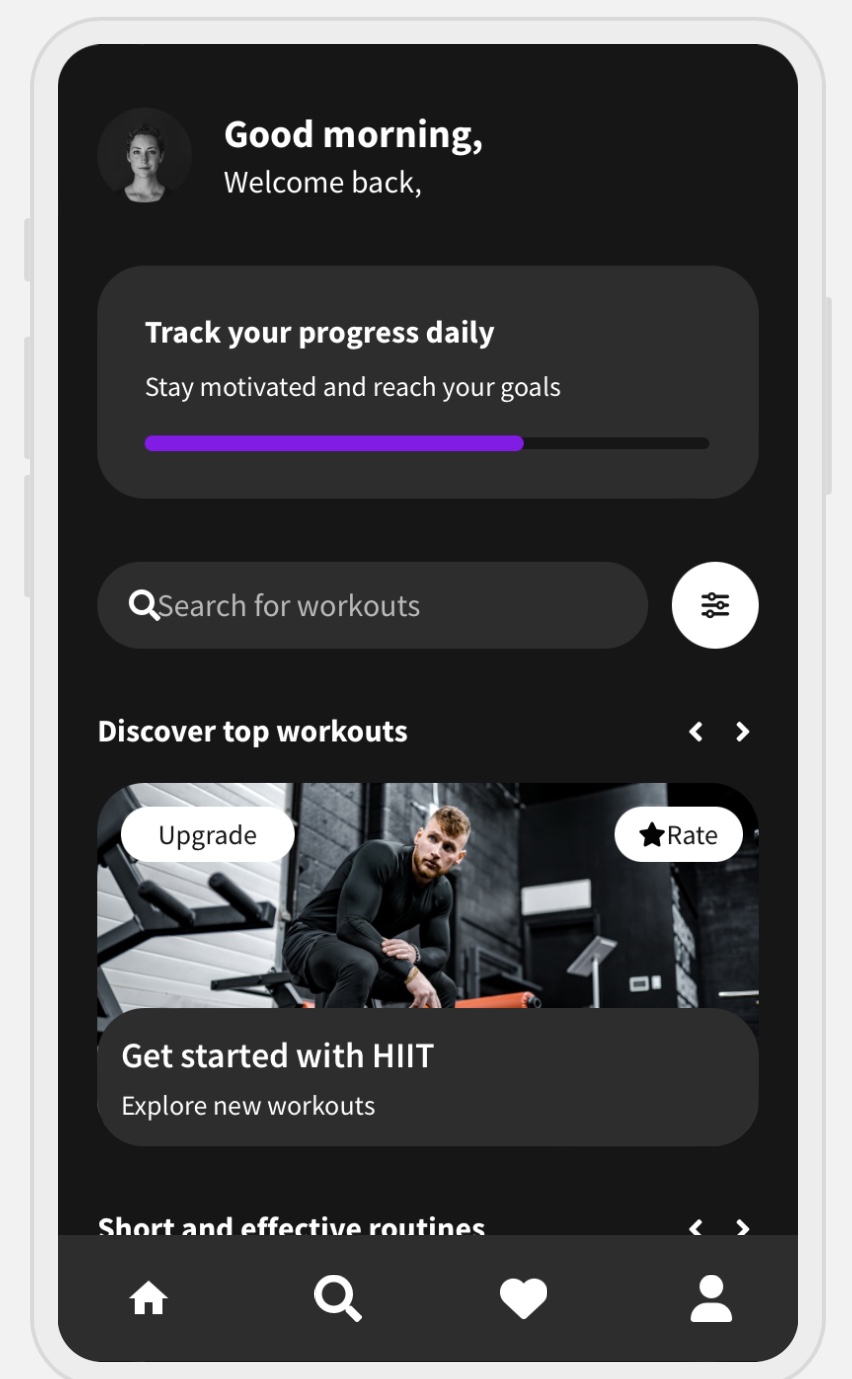 Good morning,
Welcome back,
Track your progress daily
Stay motivated and reach your goals
Search for workouts
Discover top workouts
Upgrade
Rate
Get started with HIIT
Explore new workouts
Short and effective routines